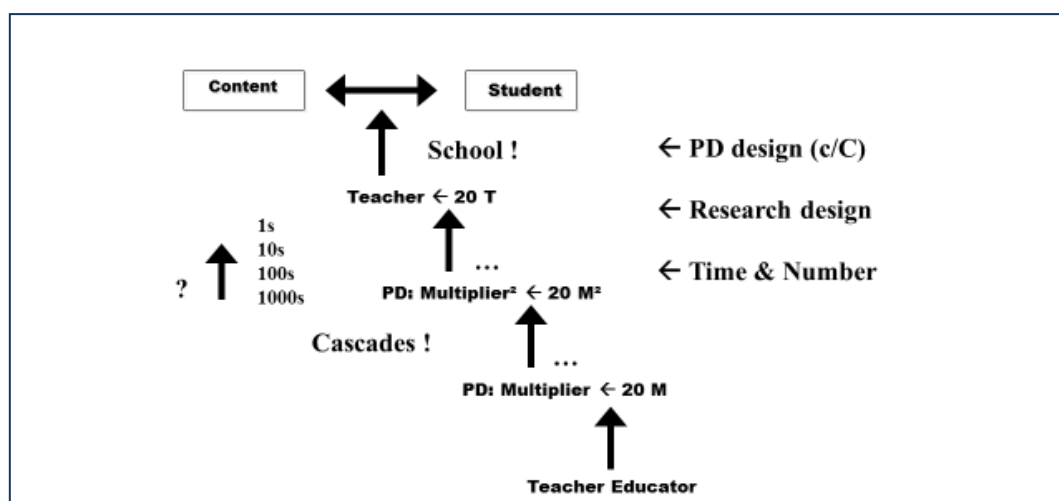 Content
Student
School !
← PD design (c/C)
Teacher ← 20 T
← Research design
1s
10s
100s
1000s
?
...
← Time & Number
PD: Multiplier² ← 20 M²
Cascades !
...
PD: Multiplier ← 20 M
Teacher Educator